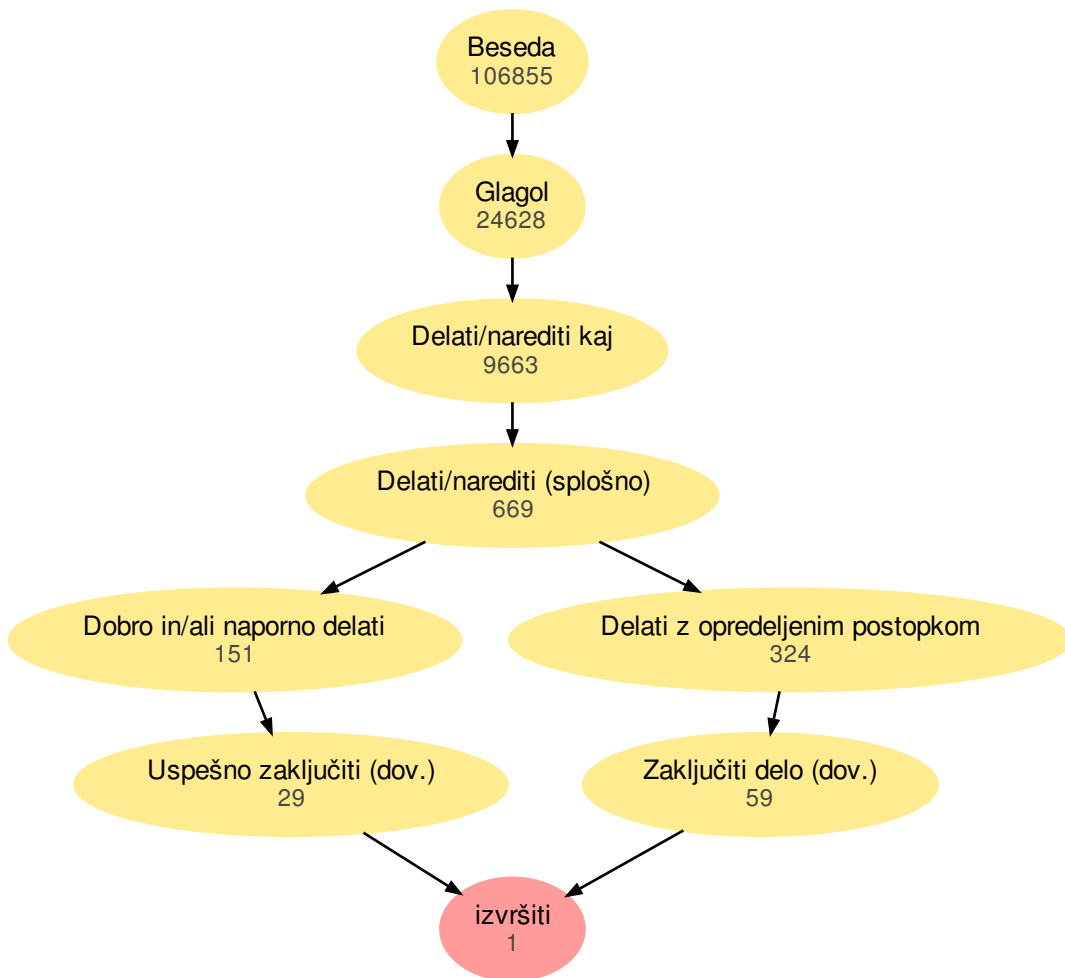 Beseda
106855
Glagol
24628
Delati/narediti kaj
9663
Delati/narediti (splošno)
669
Dobro in/ali naporno delati
151
Delati z opredeljenim postopkom
324
Uspešno zaključiti (dov.)
29
Zaključiti delo (dov.)
59
izvršiti
1